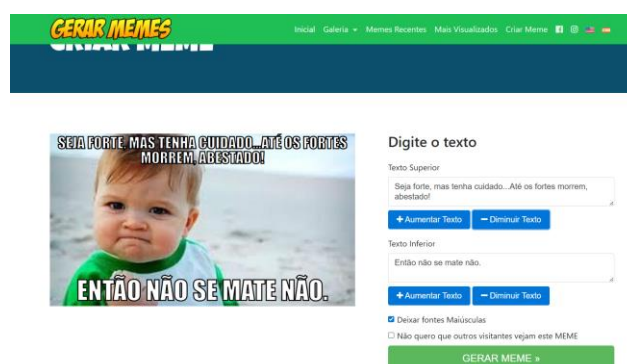 GERAR MEMES
Inicial Galeria Memes Recentes Mais Visualizados Criar Meme
CRIAR MEME
SEJA FORTE, MAS TENHA CUIDADO...ATÉ OS FORTES
MORREM, ABESTADO!
ENTÃO NÃO SE MATE NÃO.
Digite o texto
Texto Superior
Seja forte, mas tenha cuidado...Até os fortes morrem,
abestado!
+ Aumentar Texto − Diminuir Texto
Texto Inferior
Então não se mate não.
+ Aumentar Texto − Diminuir Texto
Deixar fontes Maiúsculas
Não quero que outros visitantes vejam este MEME
GERAR MEME »